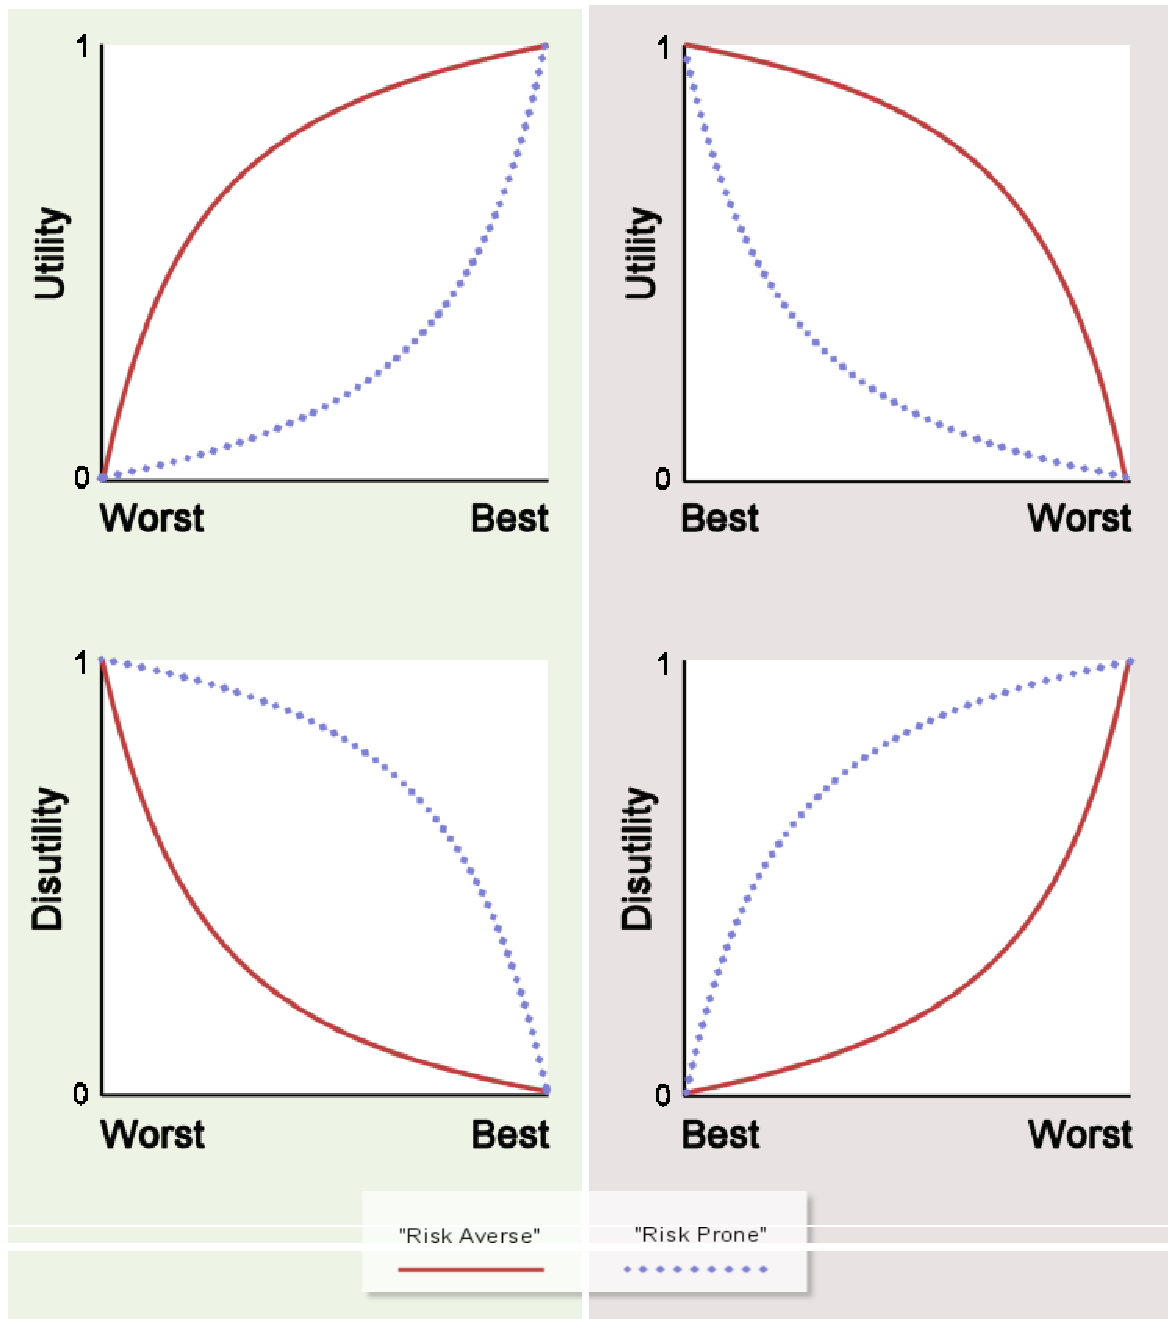 1
Utility
0
Worst Best
1
Utility
0
Best Worst
1
Disutility
0
Worst Best
1
Disutility
0
Best Worst
"Risk Averse"
"Risk Prone"